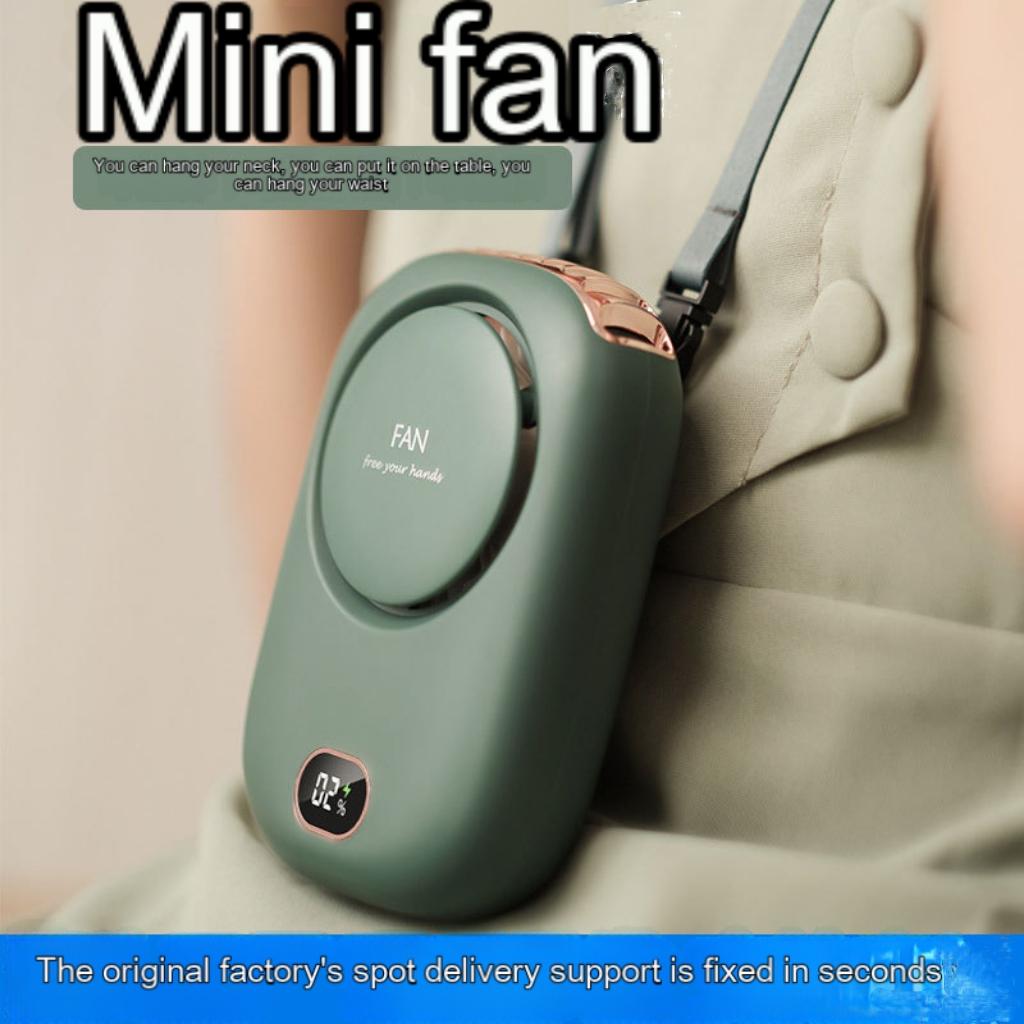 Mini fan
You can hang your neck, you can put it on the table, you
can hang your waist
FAN
free your hands
02%
The original factory's spot delivery support is fixed in seconds